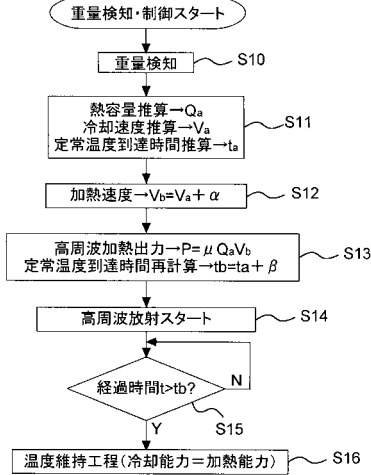 重量検知・制御スタート
重量検知
S10
熱容量推算→Qa
冷却速度推算→Va
定常温度到達時間推算→ta
S11
加熱速度→Vb=Va+α
S12
高周波加熱出力→P=μQaVb
定常温度到達時間再計算→tb=ta+β
S13
高周波放射スタート
S14
経過時間t>tb?
N
S15
Y
温度維持工程(冷却能力=加熱能力)
S16